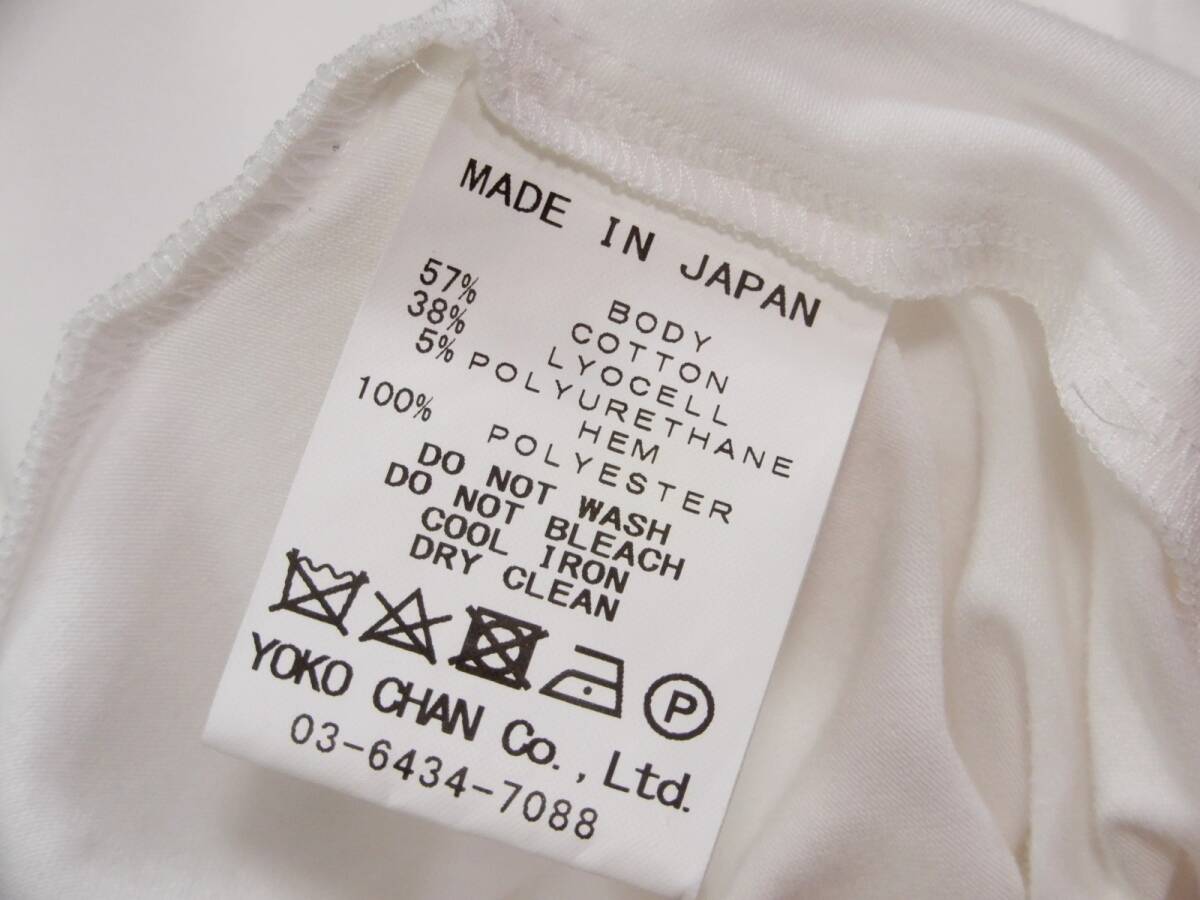 MADE IN JAPAN
BODY
57% COTTON
38% LYOCELL
5% POLYURETHANE
HEM
100% POLYESTER
DO NOT WASH
DO NOT BLEACH
COOL IRON
DRY CLEAN
P
YOKO CHAN Co., Ltd.
03-6434-7088